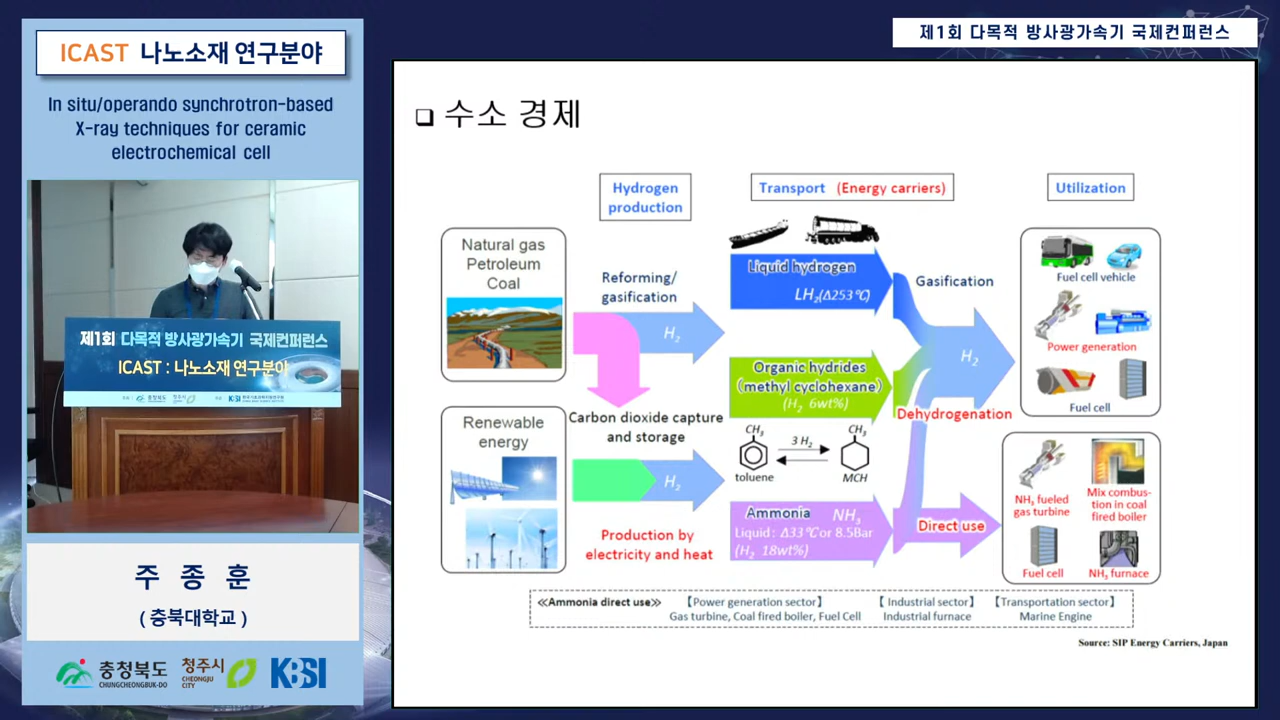 ICAST 나노소재 연구분야
In situ/operando synchrotron-based
X-ray techniques for ceramic
electrochemical cell
제1회 다목적 방사광가속기 국제컨퍼런스
ICAST : 나노소재 연구분야
충청북도
청주시
KBSI
주 종 훈
( 충북대학교 )
충청북도
CHUNGCHEONGBUK-DO
청주시
CHEONGJU
CITY
KBSI
제1회 다목적 방사광가속기 국제컨퍼런스
❑ 수소 경제
Hydrogen
production
Transport (Energy carriers)
Utilization
Natural gas
Petroleum
Coal
Reforming/
gasification
H2
Carbon dioxide capture
and storage
Renewable
energy
H2
Production by
electricity and heat
Liquid hydrogen
LH2(Δ253℃)
Organic hydrides
(methyl cyclohexane)
(H2 6wt%)
CH3
toluene
3 H2
CH3
MCH
Ammonia NH3
Liquid: Δ33℃or 8.5Bar
(H2 18wt%)
Gasification
H2
Dehydrogenation
Direct use
Fuel cell vehicle
Power generation
Fuel cell
NH3 fueled
gas turbine
Mix combus-
tion in coal
fired boiler
Fuel cell
NH3 furnace
≪Ammonia direct use≫ 【Power generation sector】 【 Industrial sector】 【Transportation sector】
Gas turbine, Coal fired boiler, Fuel Cell Industrial furnace Marine Engine
Source: SIP Energy Carriers, Japan